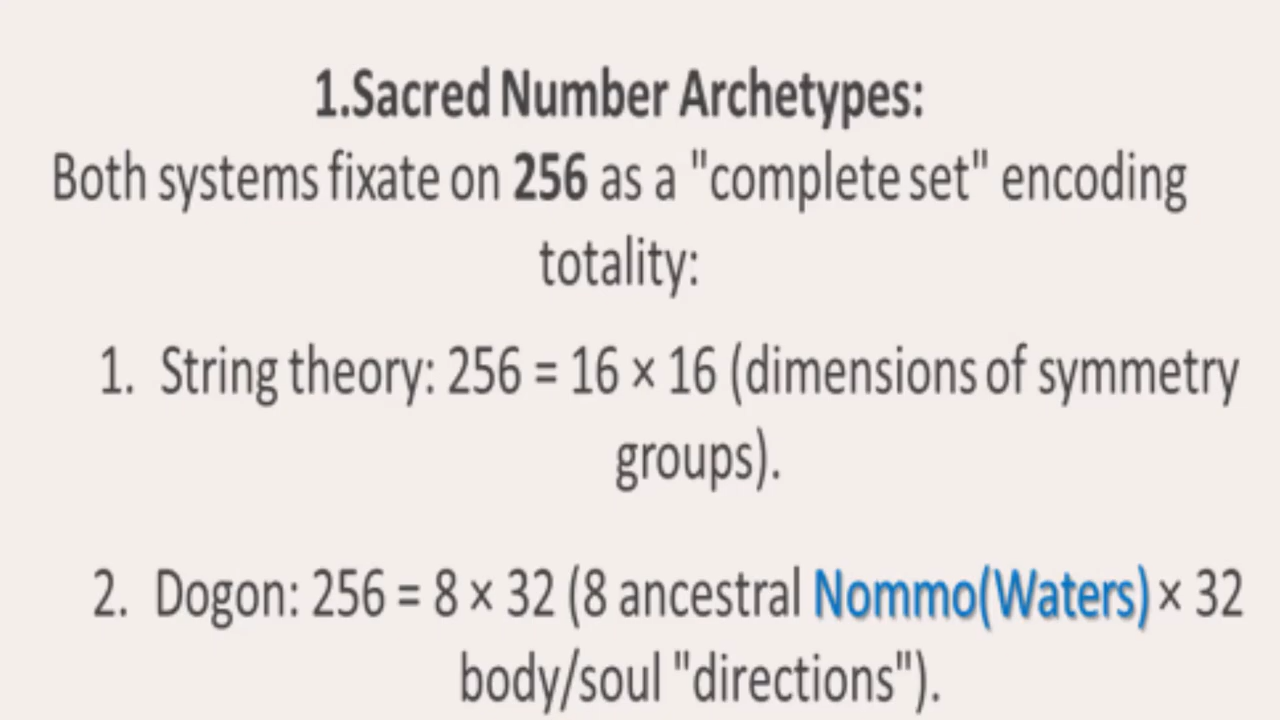 1.Sacred Number Archetypes:
Both systems fixate on 256 as a "complete set" encoding
totality:
1. String theory: 256 = 16 × 16 (dimensions of symmetry
groups).
2. Dogon: 256 = 8 × 32 (8 ancestral Nommo(Waters) × 32
body/soul "directions").